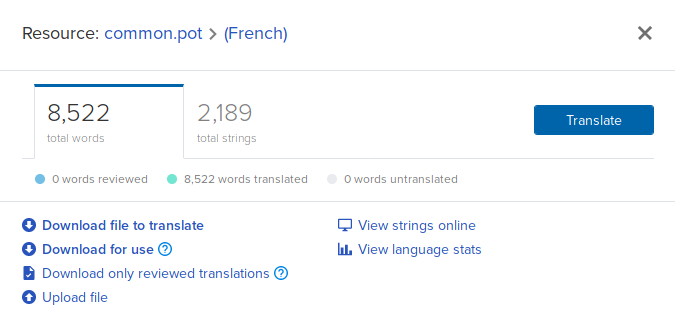 Resource: common.pot > (French)
8,522
total words
2,189
total strings
Translate
0 words reviewed 8,522 words translated 0 words untranslated
Download file to translate
Download for use ?
Download only reviewed translations ?
Upload file
View strings online
View language stats